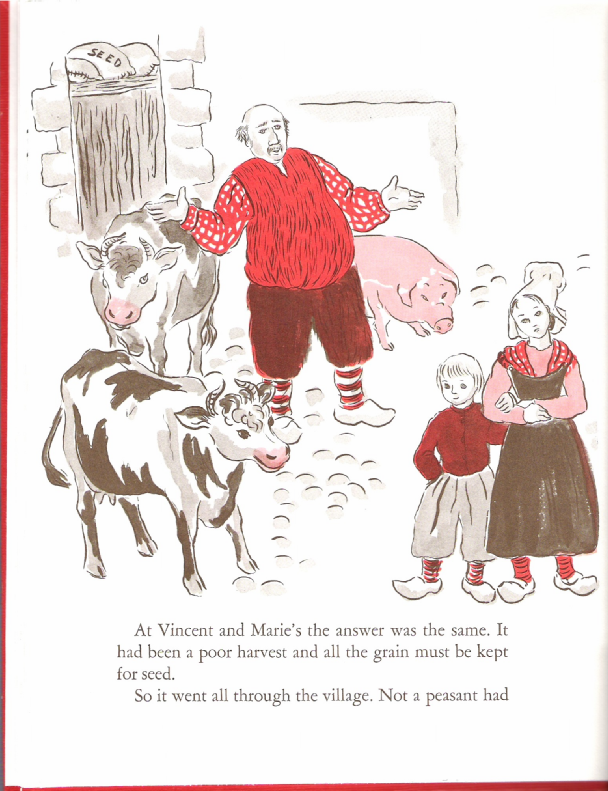 SEED
At Vincent and Marie's the answer was the same. It
had been a poor harvest and all the grain must be kept
for seed.
So it went all through the village. Not a peasant had